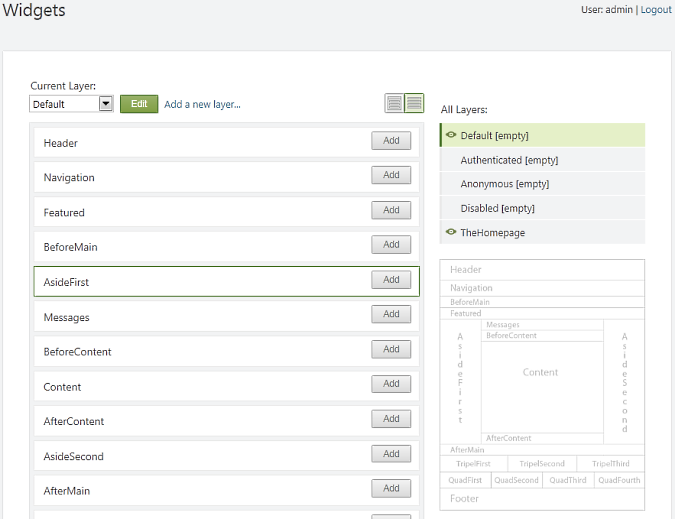 Widgets
User: admin | Logout
Current Layer:
Default
Edit
Add a new layer...
Header
Add
Navigation
Add
Featured
Add
BeforeMain
Add
AsideFirst
Add
Messages
Add
BeforeContent
Add
Content
Add
AfterContent
Add
AsideSecond
Add
AfterMain
Add
All Layers:
Default [empty]
Authenticated [empty]
Anonymous [empty]
Disabled [empty]
TheHomepage
Header
Navigation
BeforeMain
Featured
AsideFirst
Messages
BeforeContent
Content
AfterContent
AsideSecond
AfterMain
TripelFirst
TripelSecond
TripelThird
QuadFirst
QuadSecond
QuadThird
QuadFourth
Footer